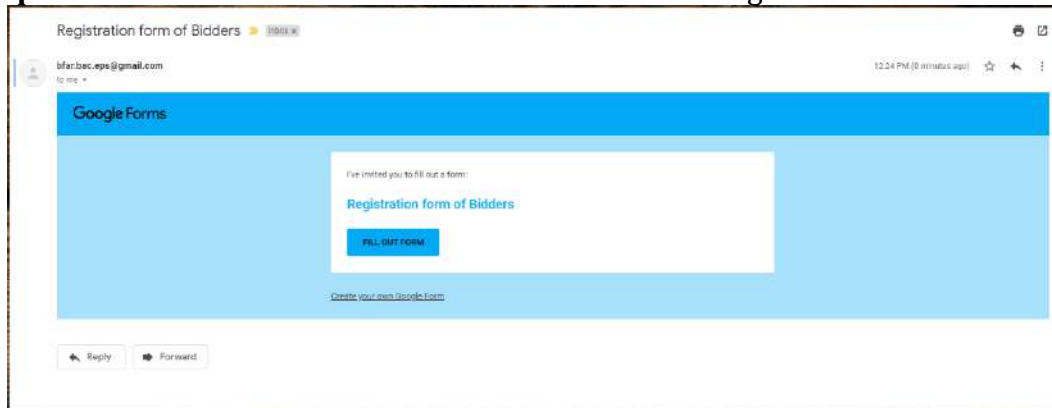 Registration form of Bidders Inbox x
bfar.bac.eps@gmail.com
12:24 PM (0 minutes ago)
to me
Google Forms
I've invited you to fill out a form:
Registration form of Bidders
FILL OUT FORM
Create your own Google Form
Reply
Forward